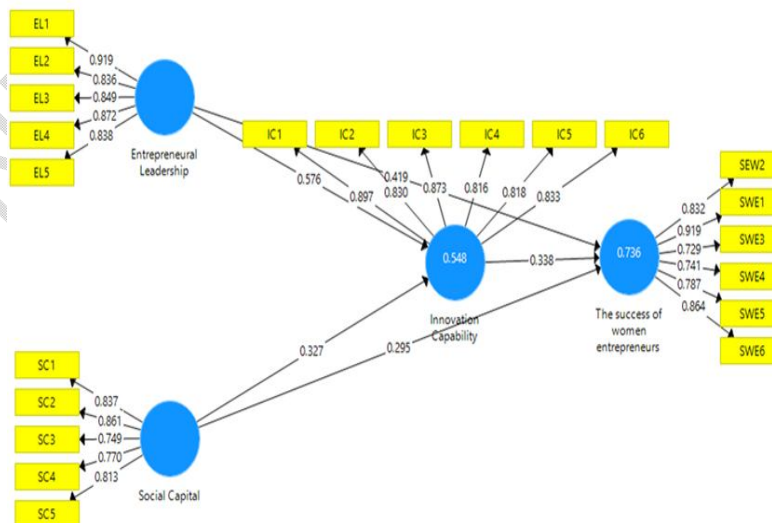 EL1
EL2
EL3
EL4
EL5
0.919
0.836
0.849
0.872
0.838
Entrepreneural
Leadership
IC1
IC2
IC3
IC4
IC5
IC6
0.576
0.897
0.419
0.830
0.873
0.816
0.818
0.833
0.548
Innovation
Capability
0.338
0.736
The success of
women
entrepreneurs
SEW2
SWE1
SWE3
SWE4
SWE5
SWE6
0.832
0.919
0.729
0.741
0.787
0.864
0.327
0.295
SC1
SC2
SC3
SC4
SC5
0.837
0.861
0.749
0.770
0.813
Social Capital